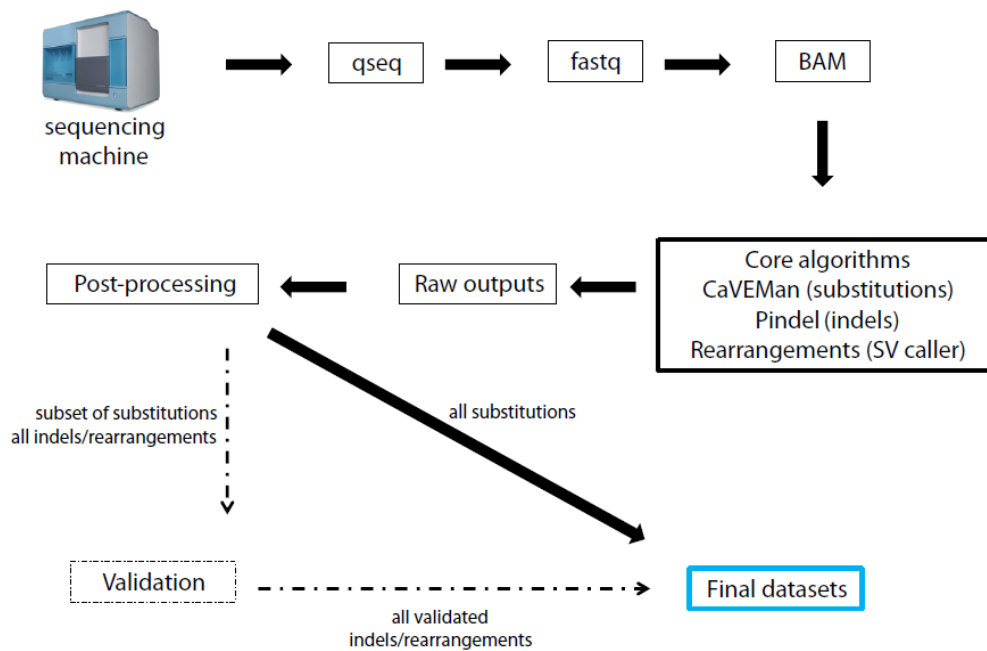 qseq
fastq
BAM
sequencing
machine
Core algorithms
CaVEMan (substitutions)
Pindel (indels)
Rearrangements (SV caller)
Raw outputs
Post-processing
subset of substitutions
all indels/rearrangements
all substitutions
Validation
all validated
indels/rearrangements
Final datasets